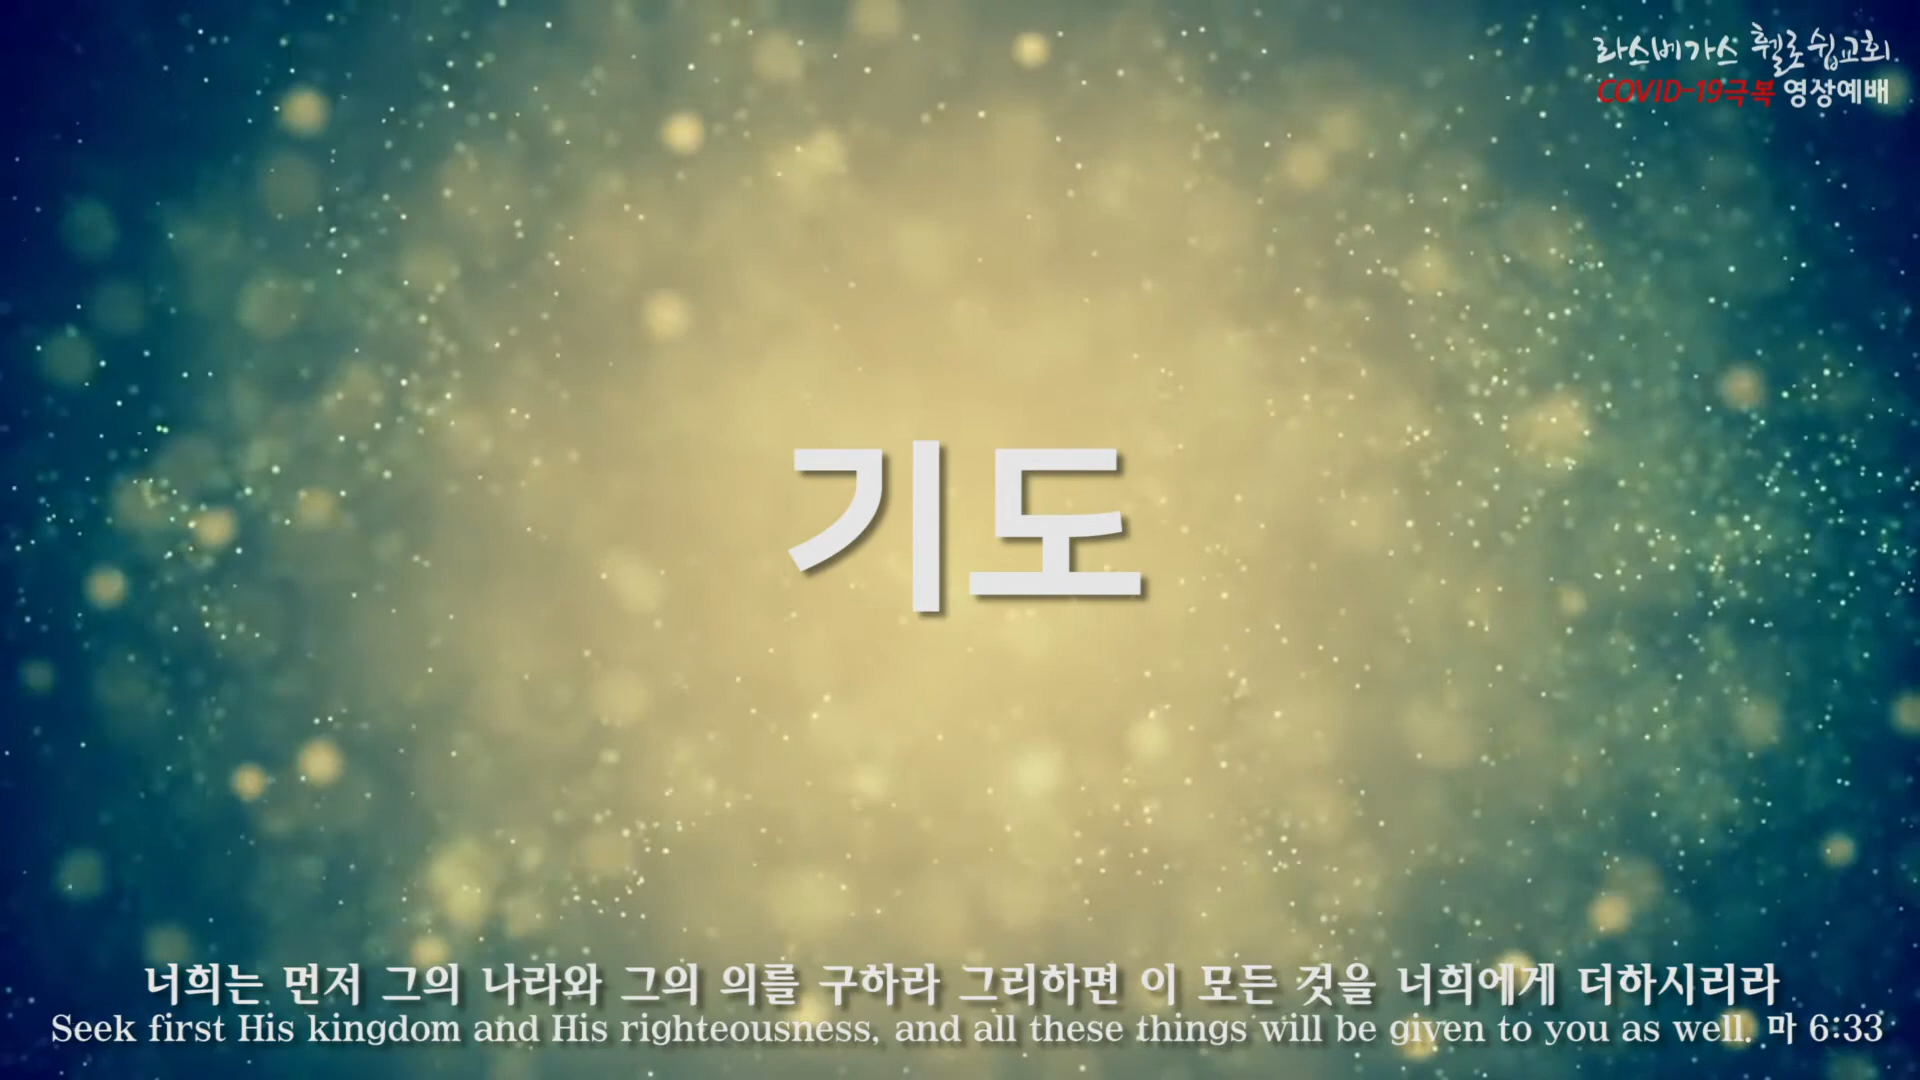 라스베가스 휄로쉽교회
COVID-19극복 영상예배
기도
너희는 먼저 그의 나라와 그의 의를 구하라 그리하면 이 모든 것을 너희에게 더하시리라
Seek first His kingdom and His righteousness, and all these things will be given to you as well. 마 6:33